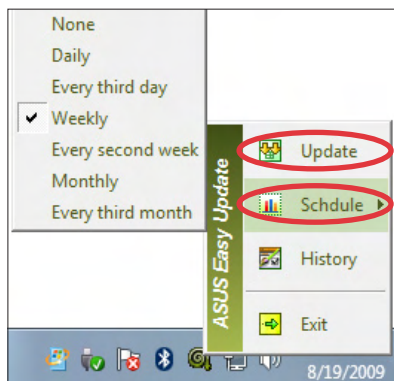 None
Daily
Every third day
Weekly
Every second week
Monthly
Every third month
ASUS Easy Update
Update
Schdule
History
Exit
8/19/2009